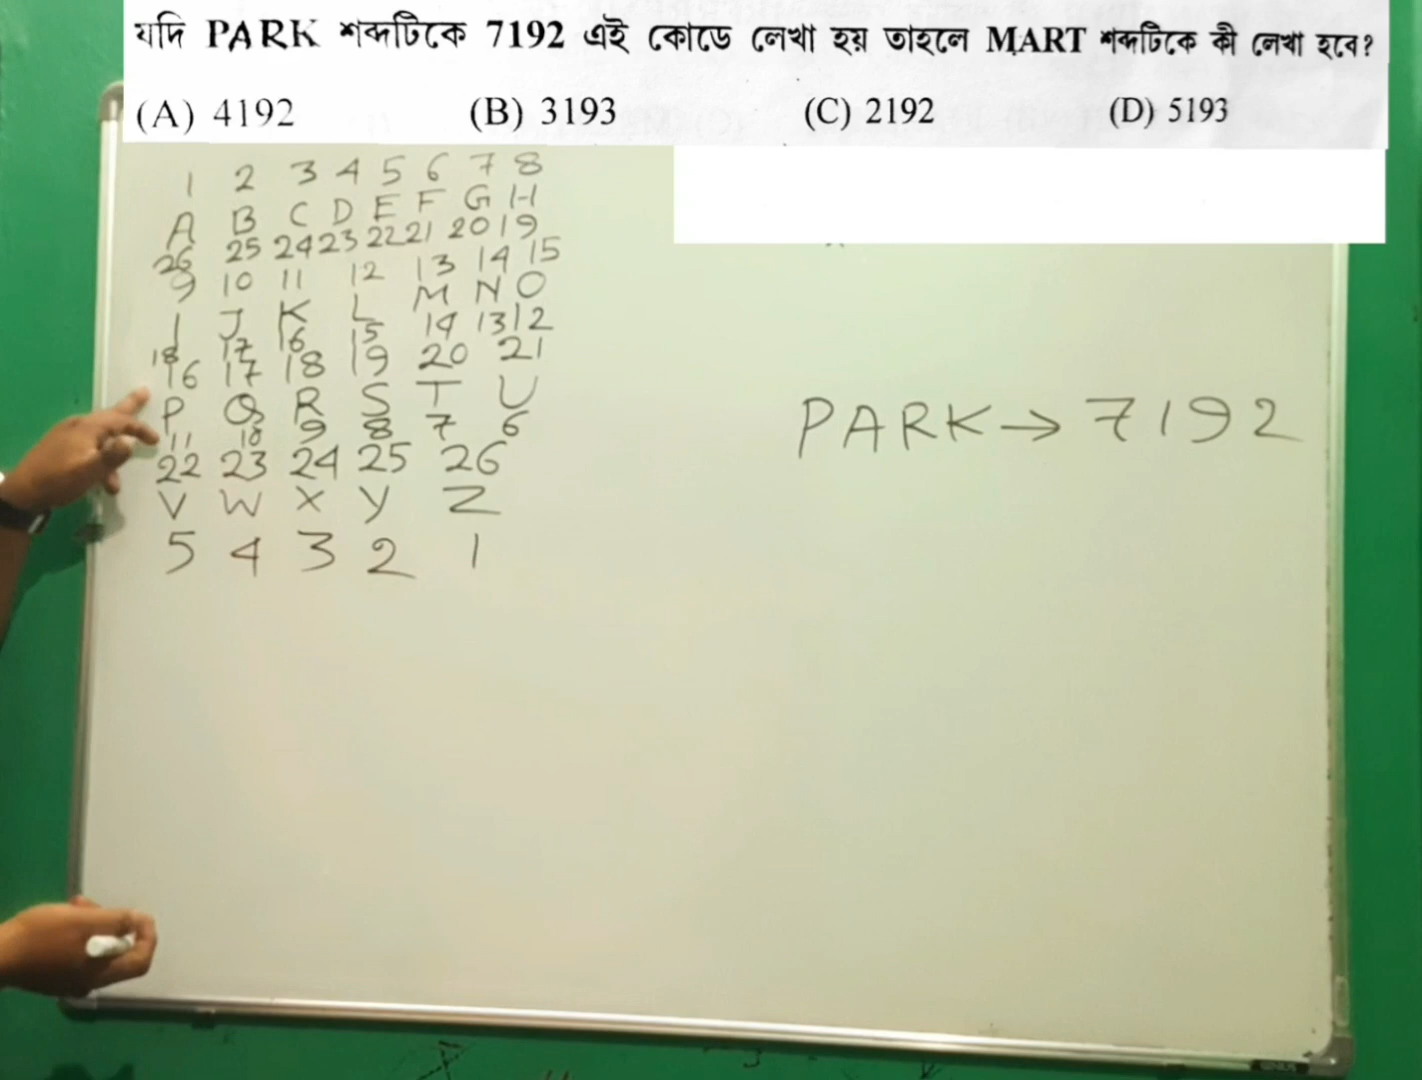 যদি PARK শব্দটিকে 7192 এই কোডে লেখা হয় তাহলে MART শব্দটিকে কী লেখা হবে?
(A) 4192 (B) 3193 (C) 2192 (D) 5193
1 2 3 4 5 6 7 8
A B C D E F G H
26 25 24 23 22 21 20 19
9 10 11 12 13 14 15
I J K L M N O
18 17 16 15 14 13 12
16 17 18 19 20 21
P Q R S T U
11 10 9 8 7 6
22 23 24 25 26
V W X Y Z
5 4 3 2 1
PARK → 7192